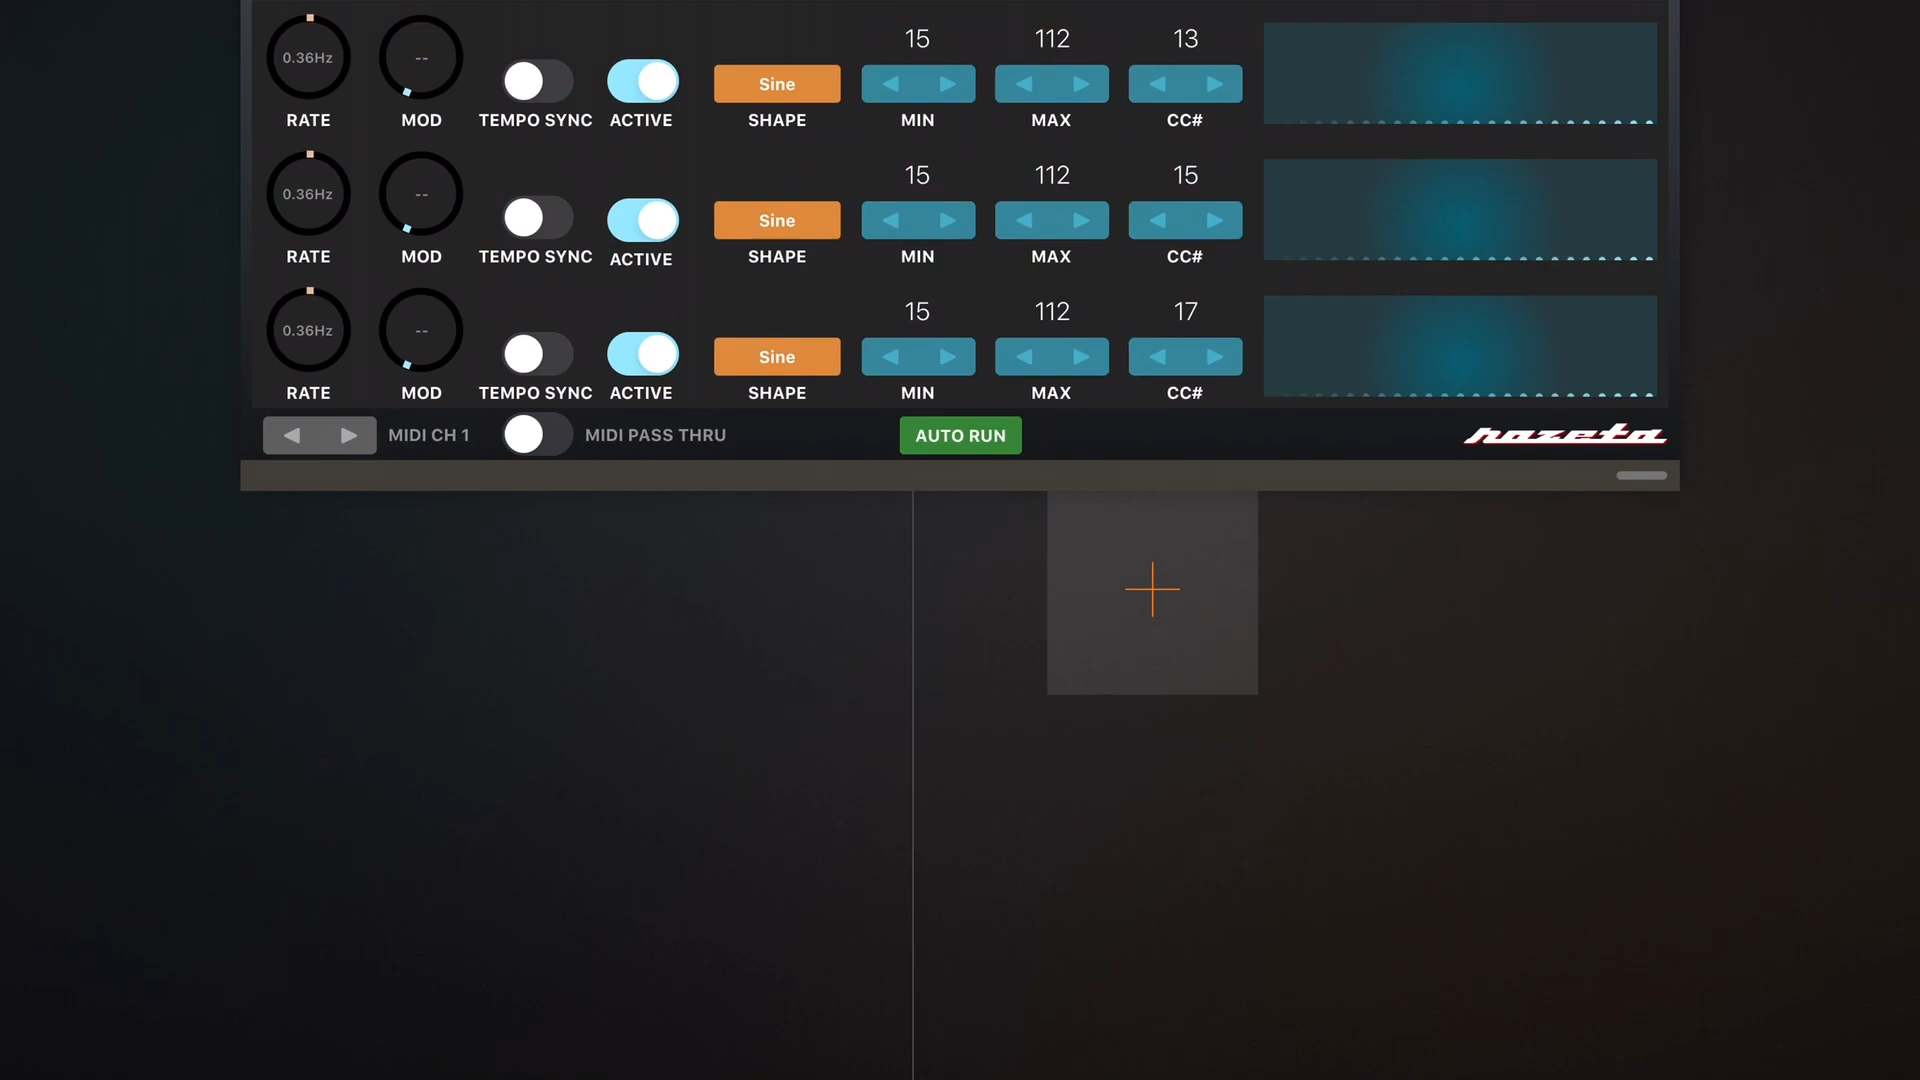 15 112 13
0.36Hz -- Sine
RATE MOD TEMPO SYNC ACTIVE SHAPE MIN MAX CC#
15 112 15
0.36Hz -- Sine
RATE MOD TEMPO SYNC ACTIVE SHAPE MIN MAX CC#
15 112 17
0.36Hz -- Sine
RATE MOD TEMPO SYNC ACTIVE SHAPE MIN MAX CC#
MIDI CH 1 MIDI PASS THRU AUTO RUN rozeta